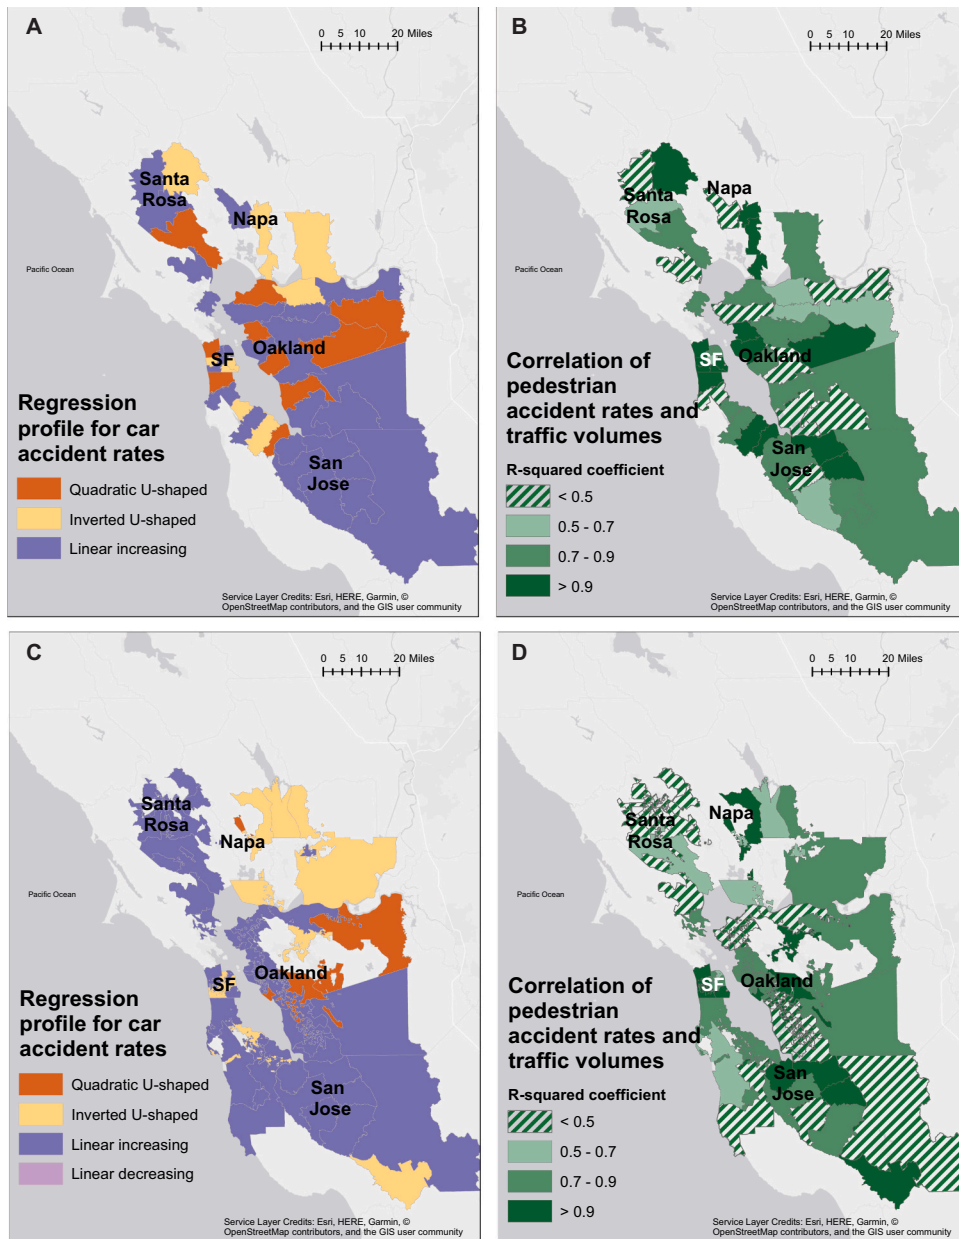 A
0 5 10 20 Miles
Santa
Rosa
Napa
Pacific Ocean
SF
Oakland
Regression
profile for car
accident rates
San
Jose
Quadratic U-shaped
Inverted U-shaped
Linear increasing
Service Layer Credits: Esri, HERE, Garmin, ©
OpenStreetMap contributors, and the GIS user community
B
0 5 10 20 Miles
Napa
Santa
Rosa
Pacific Ocean
SF
Oakland
Correlation of
pedestrian
accident rates and
traffic volumes
San
Jose
R-squared coefficient
< 0.5
0.5 - 0.7
0.7 - 0.9
> 0.9
Service Layer Credits: Esri, HERE, Garmin, ©
OpenStreetMap contributors, and the GIS user community
C
0 5 10 20 Miles
Santa
Rosa
Napa
Pacific Ocean
Oakland
SF
Regression
profile for car
accident rates
San
Jose
Quadratic U-shaped
Inverted U-shaped
Linear increasing
Linear decreasing
Service Layer Credits: Esri, HERE, Garmin, ©
OpenStreetMap contributors, and the GIS user community
D
0 5 10 20 Miles
Napa
Santa
Rosa
Pacific Ocean
Oakland
SF
Correlation of
pedestrian
accident rates and
traffic volumes
San
Jose
R-squared coefficient
< 0.5
0.5 - 0.7
0.7 - 0.9
> 0.9
Service Layer Credits: Esri, HERE, Garmin, ©
OpenStreetMap contributors, and the GIS user community